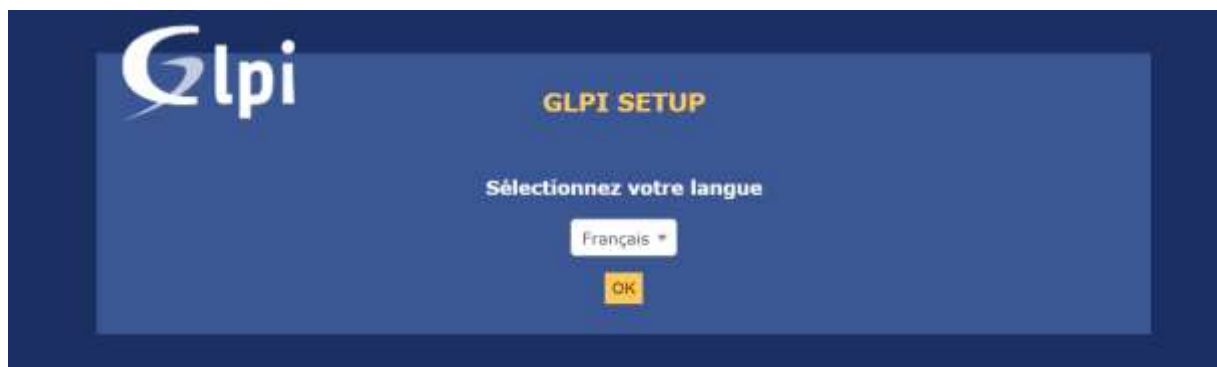 Glpi
GLPI SETUP
Sélectionnez votre langue
Français
OK